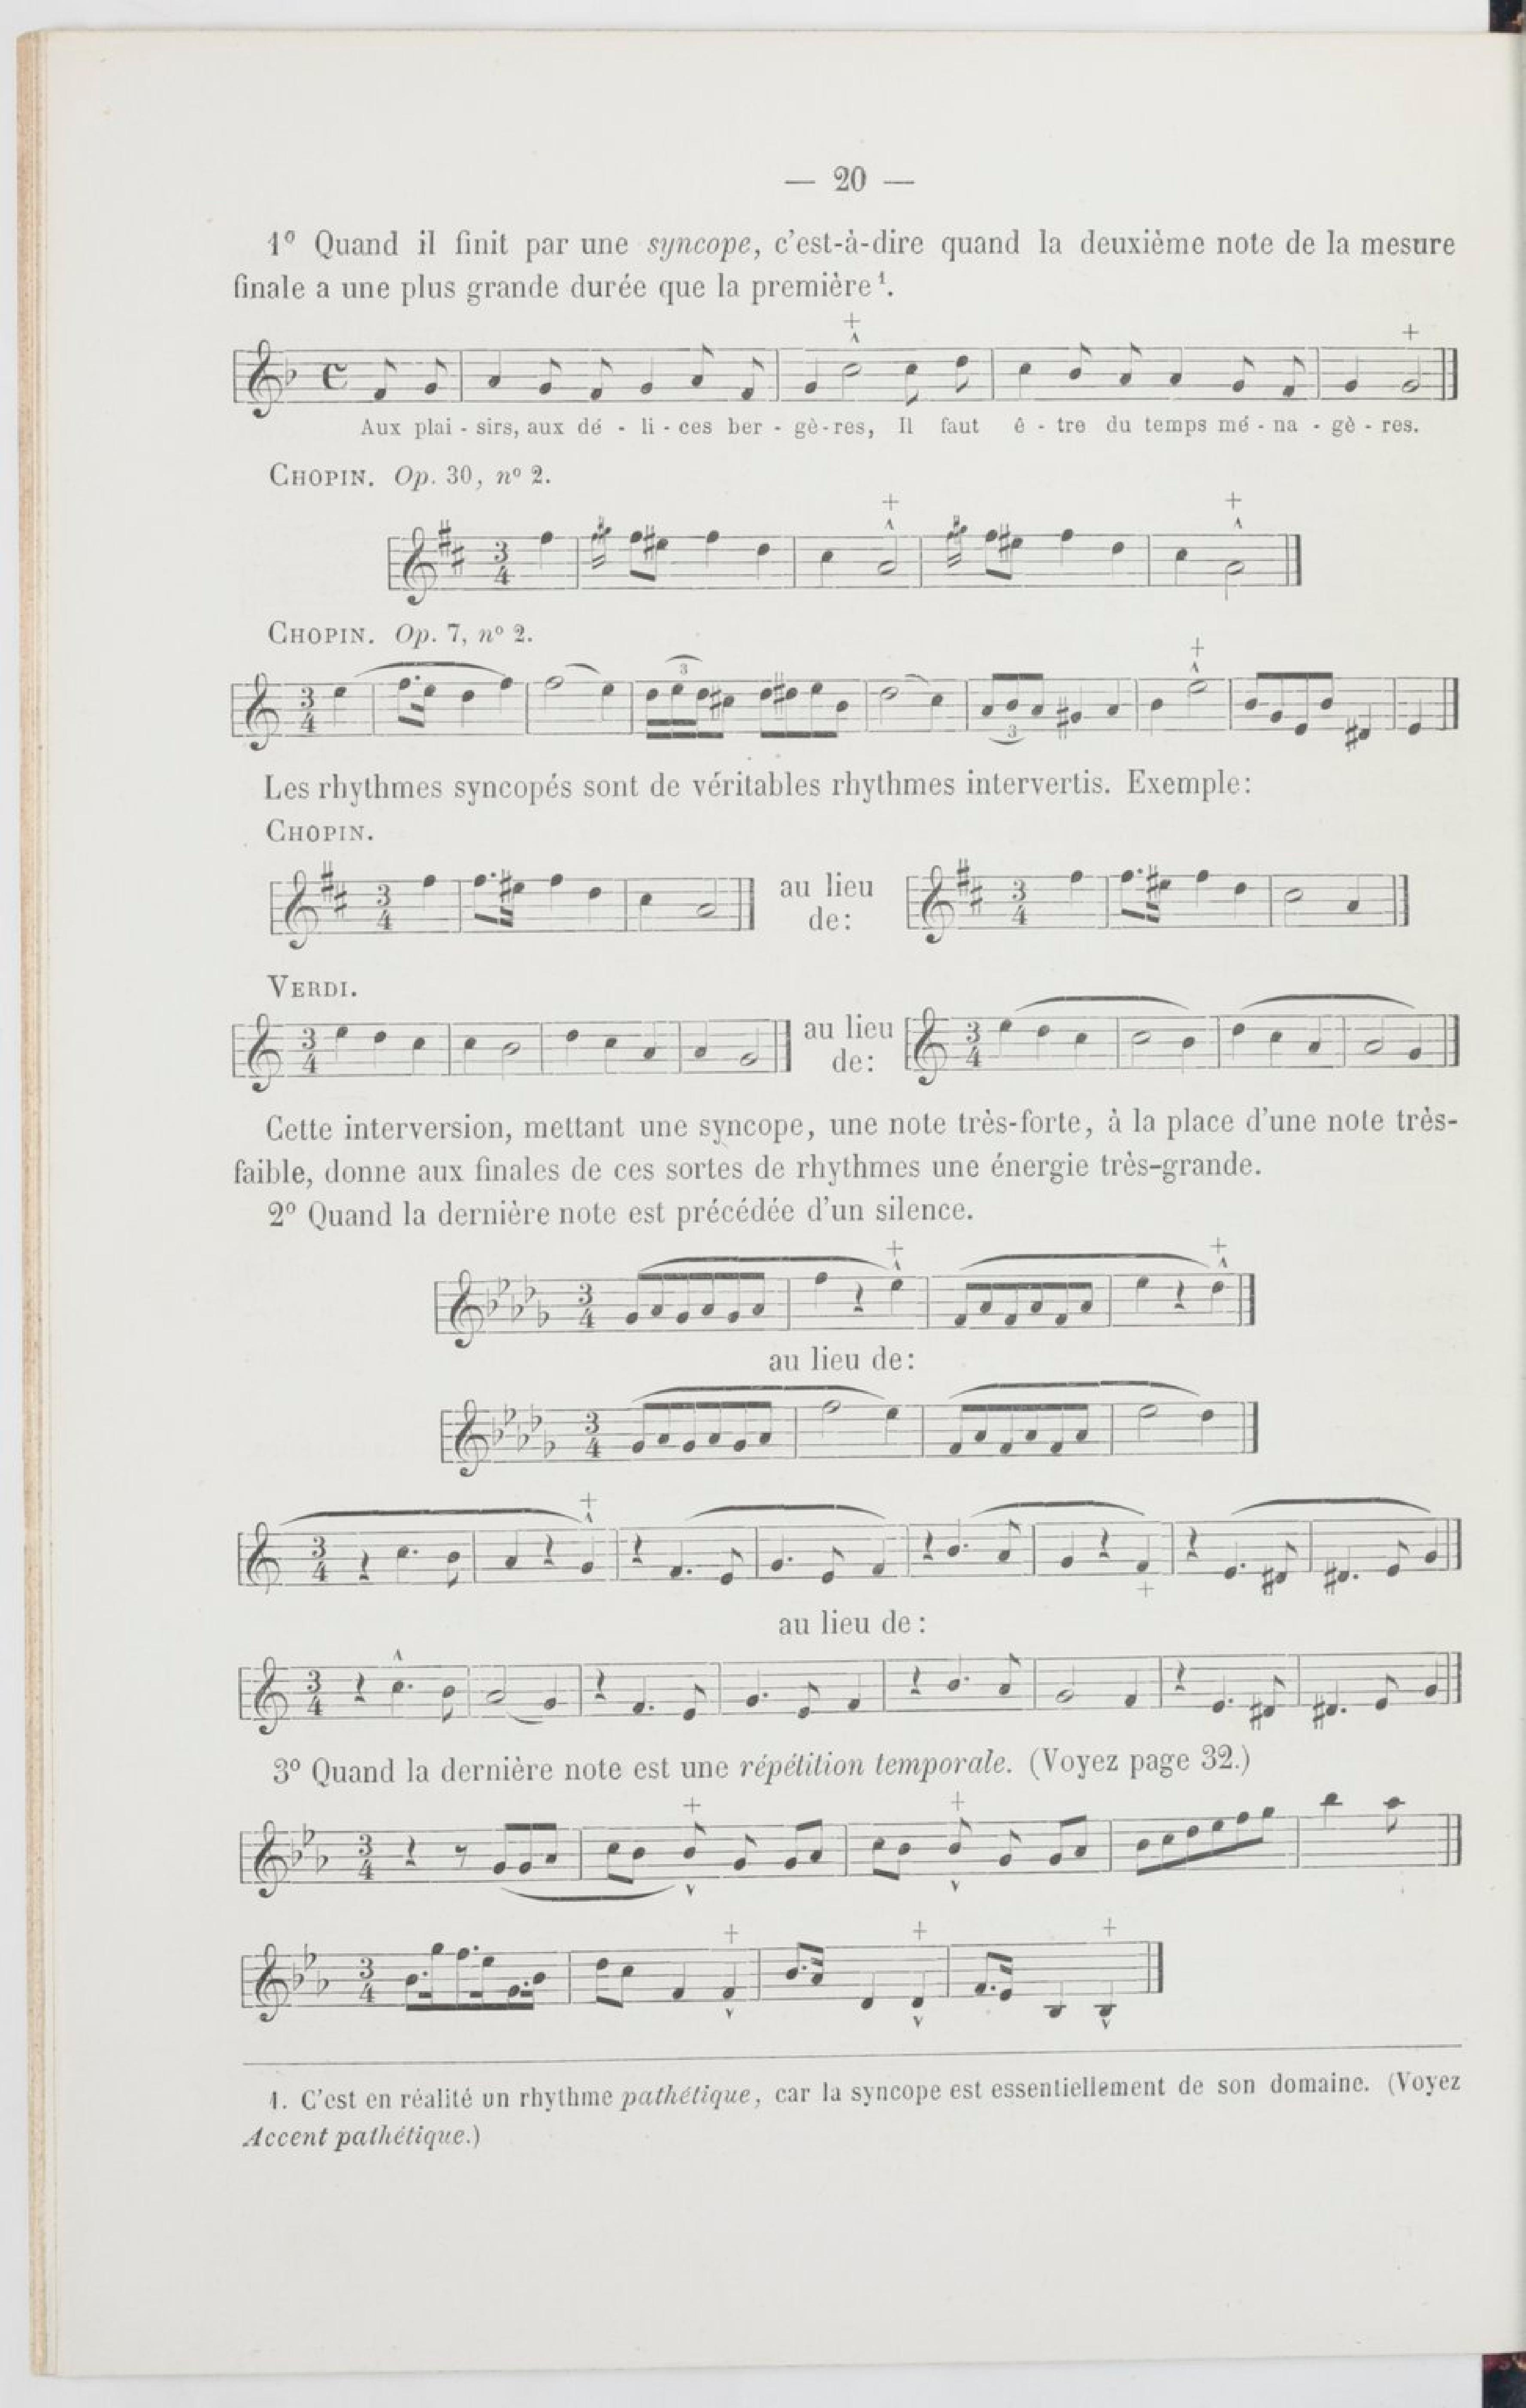 — 20 —
1º Quand il finit par une syncope, c'est-à-dire quand la deuxième note de la mesure
finale a une plus grande durée que la première¹.
Aux plai - sirs, aux dé - li - ces ber - gè - res, Il faut ê - tre du temps mé - na - gè - res.
CHOPIN. Op. 30, nº 2.
CHOPIN. Op. 7, nº 2.
Les rhythmes syncopés sont de véritables rhythmes intervertis. Exemple:
CHOPIN.
au lieu
de:
VERDI.
au lieu
de:
Cette interversion, mettant une syncope, une note très-forte, à la place d'une note très-
faible, donne aux finales de ces sortes de rhythmes une énergie très-grande.
2º Quand la dernière note est précédée d'un silence.
au lieu de:
au lieu de:
3º Quand la dernière note est une répétition temporale. (Voyez page 32.)
1. C'est en réalité un rhythme pathétique, car la syncope est essentiellement de son domaine. (Voyez
Accent pathétique.)